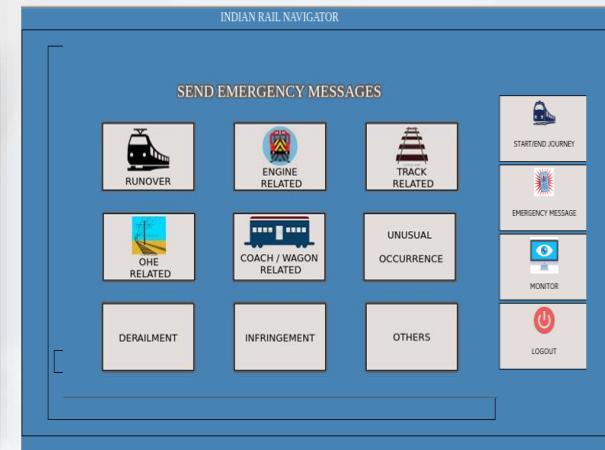 INDIAN RAIL NAVIGATOR
SEND EMERGENCY MESSAGES
RUNOVER
ENGINE
RELATED
TRACK
RELATED
OHE
RELATED
COACH / WAGON
RELATED
UNUSUAL
OCCURRENCE
DERAILMENT
INFRINGEMENT
OTHERS
START/END JOURNEY
EMERGENCY MESSAGE
MONITOR
LOGOUT